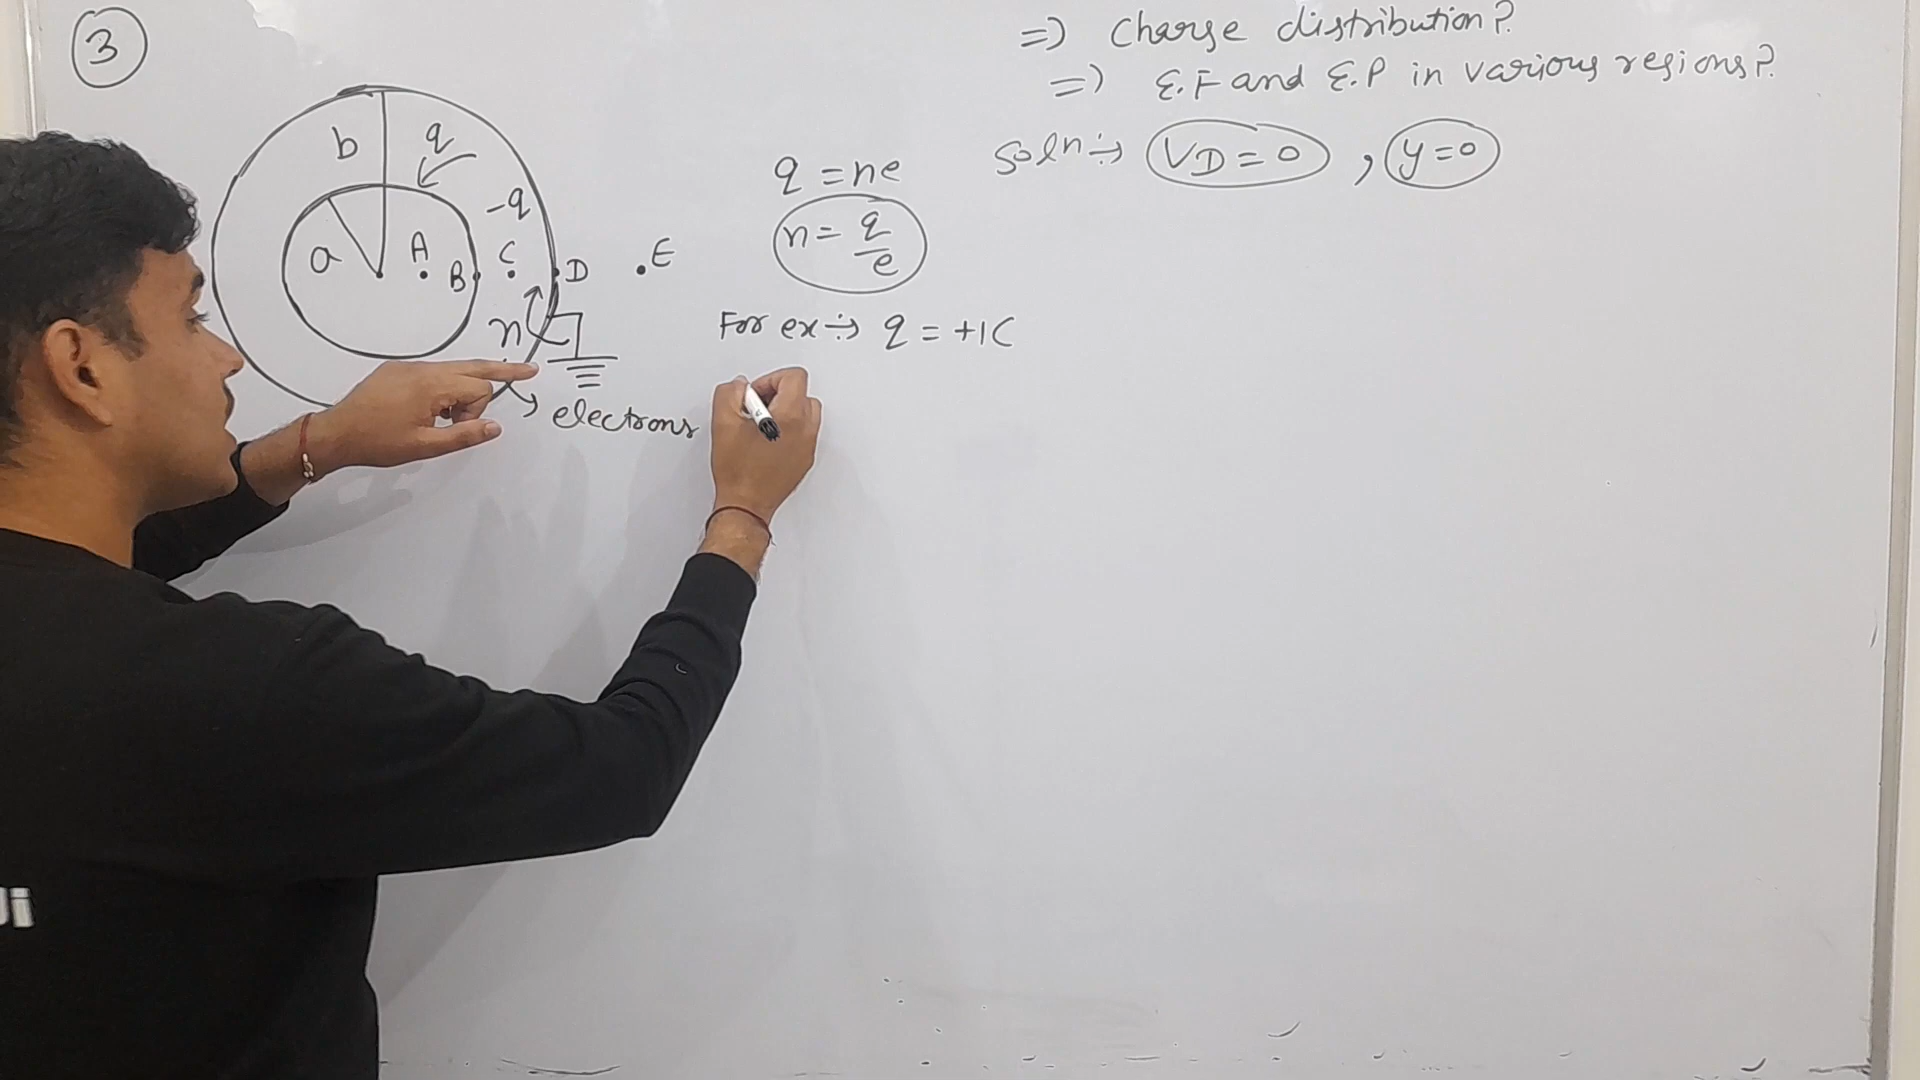 3
=> Charge distribution?
=> E.F and E.P in various regions?
Soln:-> VD = 0 , y = 0
b
q
-q
a
A
B
C
D
E
n
electrons
q = ne
n = q/e
For ex:-> q = +1C